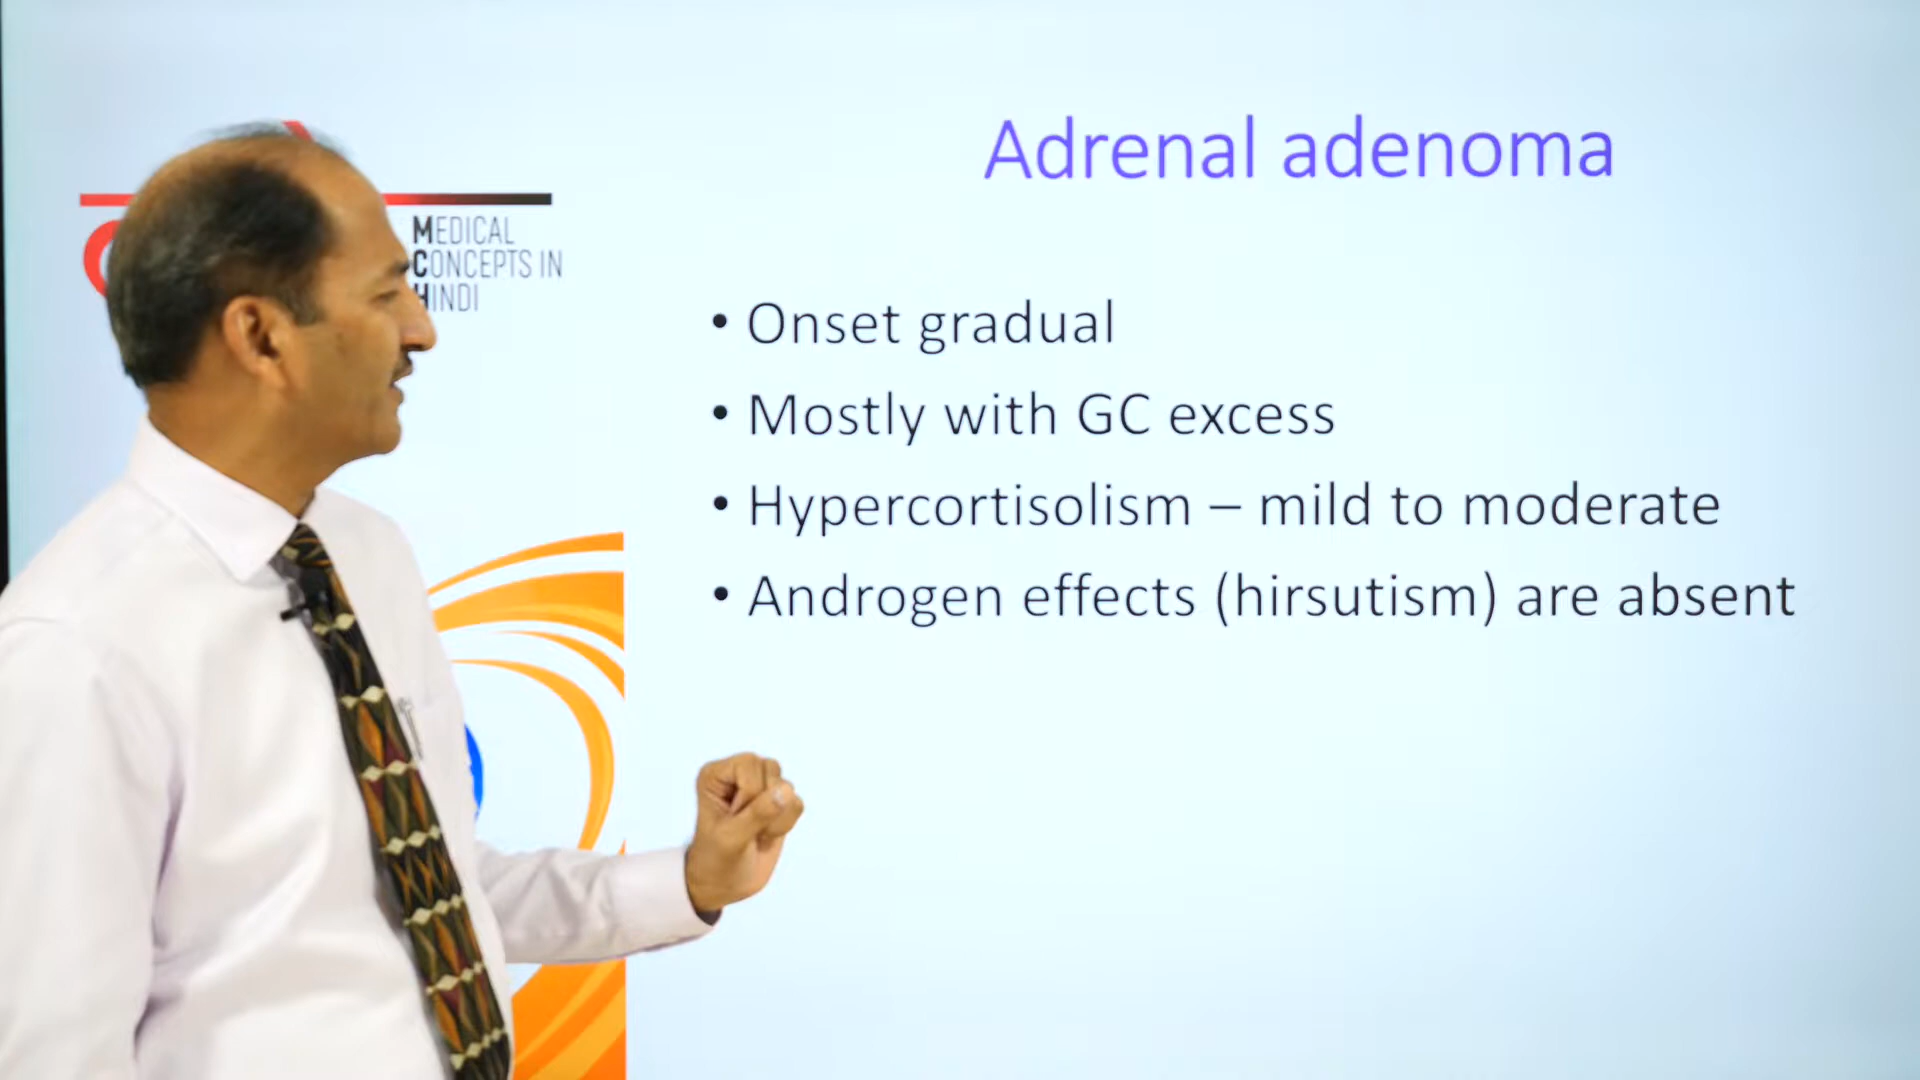 Adrenal adenoma
MEDICAL
CONCEPTS IN
HINDI
• Onset gradual
• Mostly with GC excess
• Hypercortisolism – mild to moderate
• Androgen effects (hirsutism) are absent